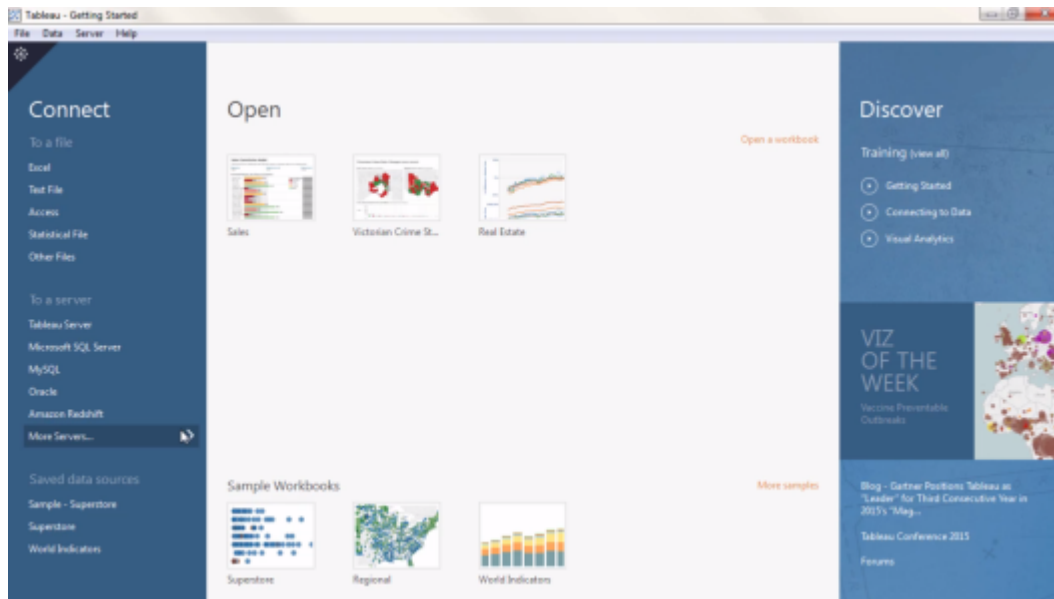 Tableau - Getting Started
File Data Server Help
Connect
To a file
Excel
Text File
Access
Statistical File
Other Files
To a server
Tableau Server
Microsoft SQL Server
MySQL
Oracle
Amazon Redshift
More Servers...
Saved data sources
Sample - Superstore
Superstore
World Indicators
Open
Open a workbook
Sales
Victorian Crime St...
Real Estate
Sample Workbooks
More samples
Superstore
Regional
World Indicators
Discover
Training (view all)
Getting Started
Connecting to Data
Visual Analytics
VIZ
OF THE
WEEK
Vaccine Preventable
Outbreaks
Blog - Gartner Positions Tableau as
"Leader" for Third Consecutive Year in
2015's "Mag...
Tableau Conference 2015
Forums